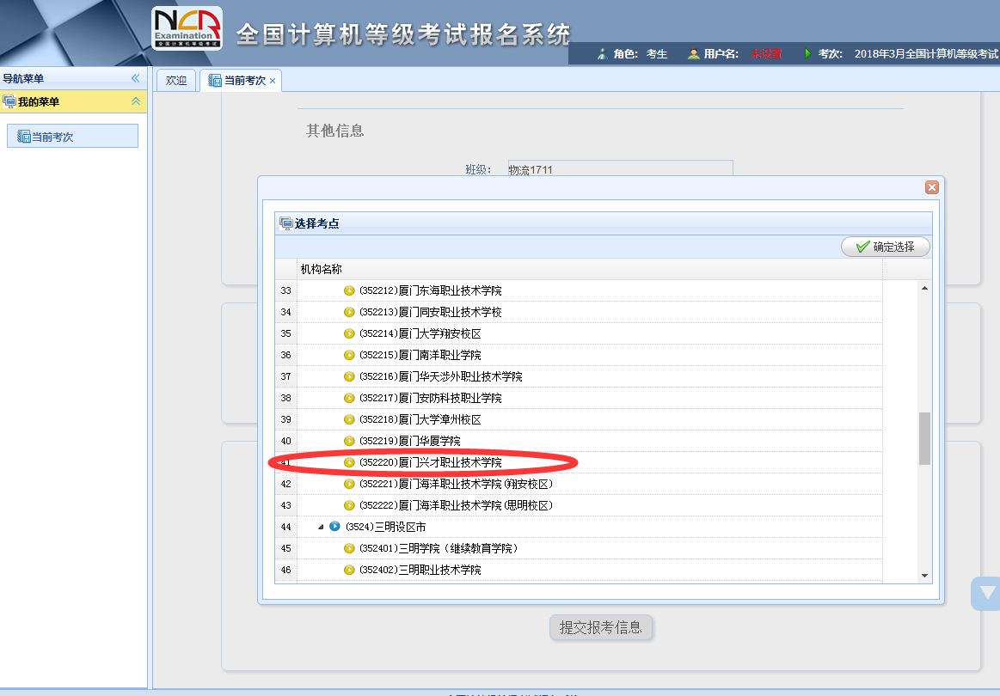 NCR
Examination
全国计算机等级考试
全国计算机等级考试报名系统
角色: 考生 用户名: 考次: 2018年3月全国计算机等级考试
导航菜单
欢迎 当前考次
我的菜单
当前考次
其他信息
班级: 物流1711
选择考点
确定选择
机构名称
33 (352212)厦门东海职业技术学院
34 (352213)厦门同安职业技术学校
35 (352214)厦门大学翔安校区
36 (352215)厦门南洋职业学院
37 (352216)厦门华天涉外职业技术学院
38 (352217)厦门安防科技职业学院
39 (352218)厦门大学漳州校区
40 (352219)厦门华厦学院
41 (352220)厦门兴才职业技术学院
42 (352221)厦门海洋职业技术学院(翔安校区)
43 (352222)厦门海洋职业技术学院(思明校区)
44 (3524)三明设区市
45 (352401)三明学院（继续教育学院）
46 (352402)三明职业技术学院
提交报考信息